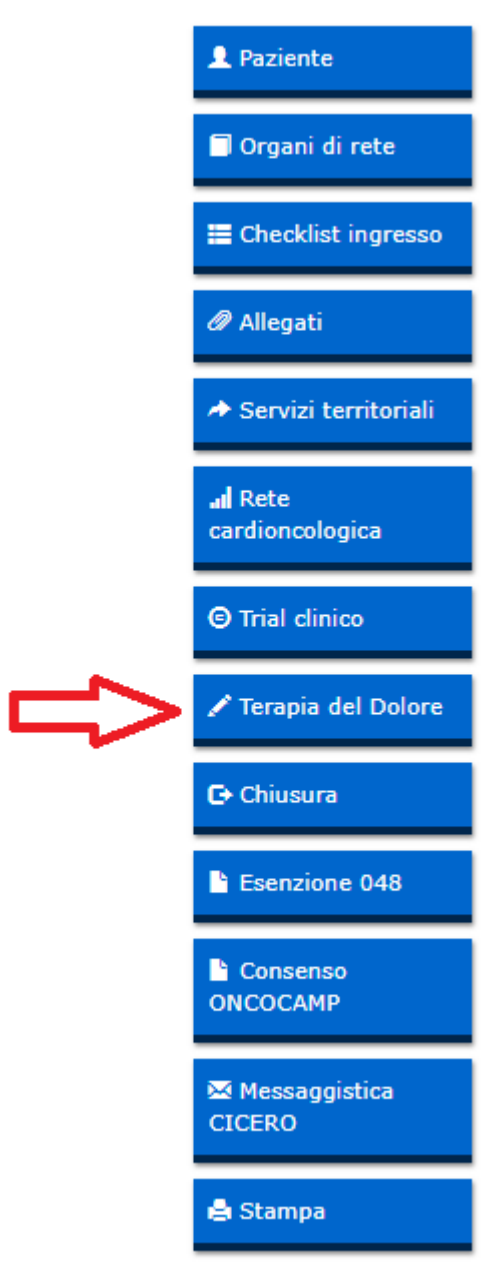 Paziente
Organi di rete
Checklist ingresso
Allegati
Servizi territoriali
Rete
cardioncologica
Trial clinico
Terapia del Dolore
Chiusura
Esenzione 048
Consenso
ONCOCAMP
Messaggistica
CICERO
Stampa